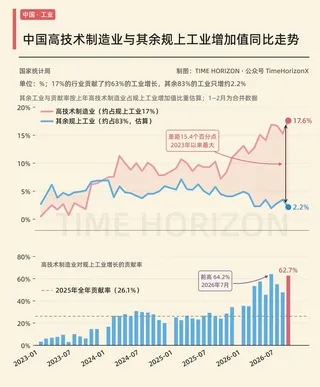 中国·工业
中国高技术制造业与其余规上工业增加值同比走势
国家统计局
制图：TIME HORIZON · 公众号 TimeHorizonX
单位：%；17%的行业贡献了约63%的工业增长，其余83%的工业只增约2.2%
其余工业与贡献率按上年高技术制造业占规上工业增加值比重估算；1–2月为合并数据
20%
高技术制造业（约占规上工业17%）
其余规上工业（约占83%，估算）
17.6%
15%
差距15.4个百分点
2023年以来最大
10%
5%
2.2%
0%
TIME HORIZON
80%
高技术制造业对规上工业增长的贡献率
前高 64.2%
2026年7月
62.7%
60%
2025年全年贡献率（26.1%）
40%
20%
0%
2023-01
2023-07
2024-01
2024-07
2025-01
2025-07
2026-01
2026-07